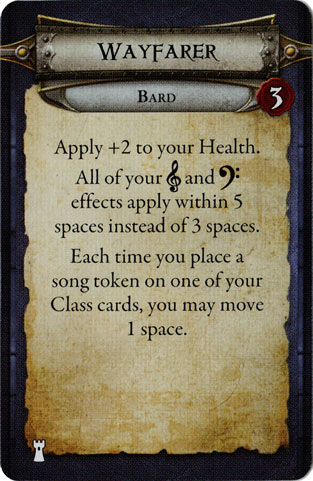 WAYFARER
BARD
3
Apply +2 to your Health.
All of your 𝄞 and 𝄢
effects apply within 5
spaces instead of 3 spaces.
Each time you place a
song token on one of your
Class cards, you may move
1 space.